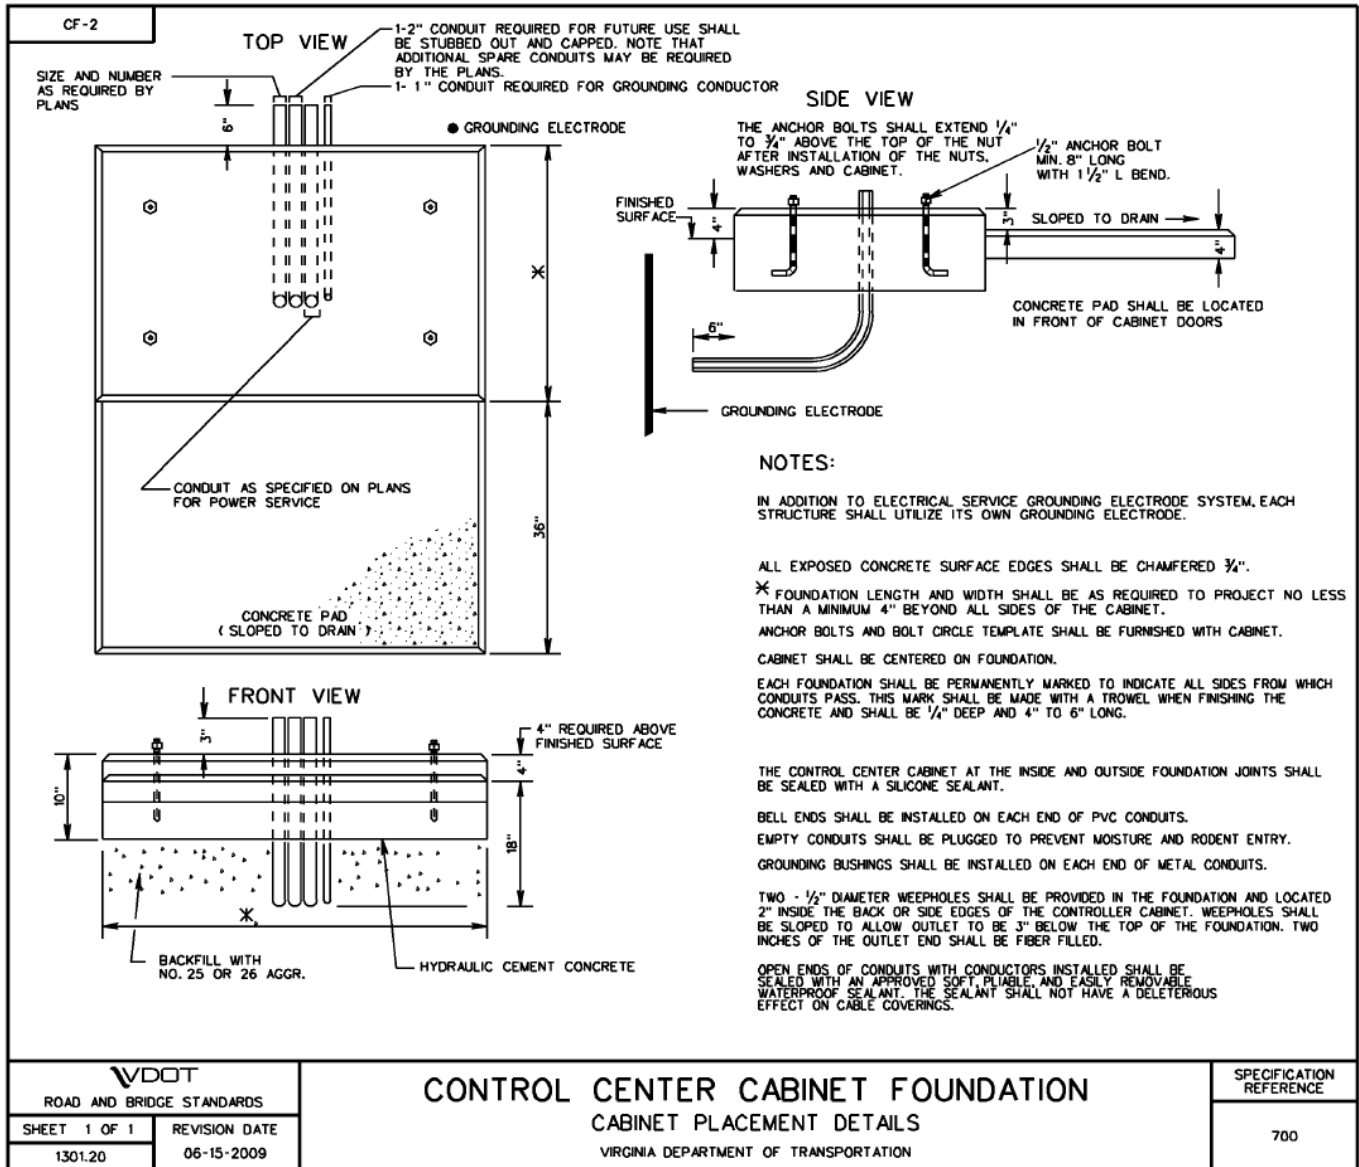 CF-2
TOP VIEW
1-2" CONDUIT REQUIRED FOR FUTURE USE SHALL
BE STUBBED OUT AND CAPPED. NOTE THAT
ADDITIONAL SPARE CONDUITS MAY BE REQUIRED
BY THE PLANS.
1- 1" CONDUIT REQUIRED FOR GROUNDING CONDUCTOR
SIZE AND NUMBER
AS REQUIRED BY
PLANS
6"
GROUNDING ELECTRODE
36"
CONDUIT AS SPECIFIED ON PLANS
FOR POWER SERVICE
CONCRETE PAD
( SLOPED TO DRAIN )
SIDE VIEW
THE ANCHOR BOLTS SHALL EXTEND 1/4"
TO 3/4" ABOVE THE TOP OF THE NUT
AFTER INSTALLATION OF THE NUTS,
WASHERS AND CABINET.
1/2" ANCHOR BOLT
MIN. 8" LONG
WITH 1 1/2" L BEND.
FINISHED
SURFACE
4"
3"
SLOPED TO DRAIN
4"
CONCRETE PAD SHALL BE LOCATED
IN FRONT OF CABINET DOORS
6"
GROUNDING ELECTRODE
FRONT VIEW
3"
4" REQUIRED ABOVE
FINISHED SURFACE
4"
10"
18"
BACKFILL WITH
NO. 25 OR 26 AGGR.
HYDRAULIC CEMENT CONCRETE
NOTES:
IN ADDITION TO ELECTRICAL SERVICE GROUNDING ELECTRODE SYSTEM, EACH
STRUCTURE SHALL UTILIZE ITS OWN GROUNDING ELECTRODE.
ALL EXPOSED CONCRETE SURFACE EDGES SHALL BE CHAMFERED 3/4".
FOUNDATION LENGTH AND WIDTH SHALL BE AS REQUIRED TO PROJECT NO LESS
THAN A MINIMUM 4" BEYOND ALL SIDES OF THE CABINET.
ANCHOR BOLTS AND BOLT CIRCLE TEMPLATE SHALL BE FURNISHED WITH CABINET.
CABINET SHALL BE CENTERED ON FOUNDATION.
EACH FOUNDATION SHALL BE PERMANENTLY MARKED TO INDICATE ALL SIDES FROM WHICH
CONDUITS PASS. THIS MARK SHALL BE MADE WITH A TROWEL WHEN FINISHING THE
CONCRETE AND SHALL BE 1/4" DEEP AND 4" TO 6" LONG.
THE CONTROL CENTER CABINET AT THE INSIDE AND OUTSIDE FOUNDATION JOINTS SHALL
BE SEALED WITH A SILICONE SEALANT.
BELL ENDS SHALL BE INSTALLED ON EACH END OF PVC CONDUITS.
EMPTY CONDUITS SHALL BE PLUGGED TO PREVENT MOISTURE AND RODENT ENTRY.
GROUNDING BUSHINGS SHALL BE INSTALLED ON EACH END OF METAL CONDUITS.
TWO - 1/2" DIAMETER WEEPHOLES SHALL BE PROVIDED IN THE FOUNDATION AND LOCATED
2" INSIDE THE BACK OR SIDE EDGES OF THE CONTROLLER CABINET. WEEPHOLES SHALL
BE SLOPED TO ALLOW OUTLET TO BE 3" BELOW THE TOP OF THE FOUNDATION. TWO
INCHES OF THE OUTLET END SHALL BE FIBER FILLED.
OPEN ENDS OF CONDUITS WITH CONDUCTORS INSTALLED SHALL BE
SEALED WITH AN APPROVED SOFT, PLIABLE, AND EASILY REMOVABLE
WATERPROOF SEALANT. THE SEALANT SHALL NOT HAVE A DELETERIOUS
EFFECT ON CABLE COVERINGS.
VDOT
ROAD AND BRIDGE STANDARDS
SHEET 1 OF 1
REVISION DATE
1301.20
06-15-2009
CONTROL CENTER CABINET FOUNDATION
CABINET PLACEMENT DETAILS
VIRGINIA DEPARTMENT OF TRANSPORTATION
SPECIFICATION
REFERENCE
700